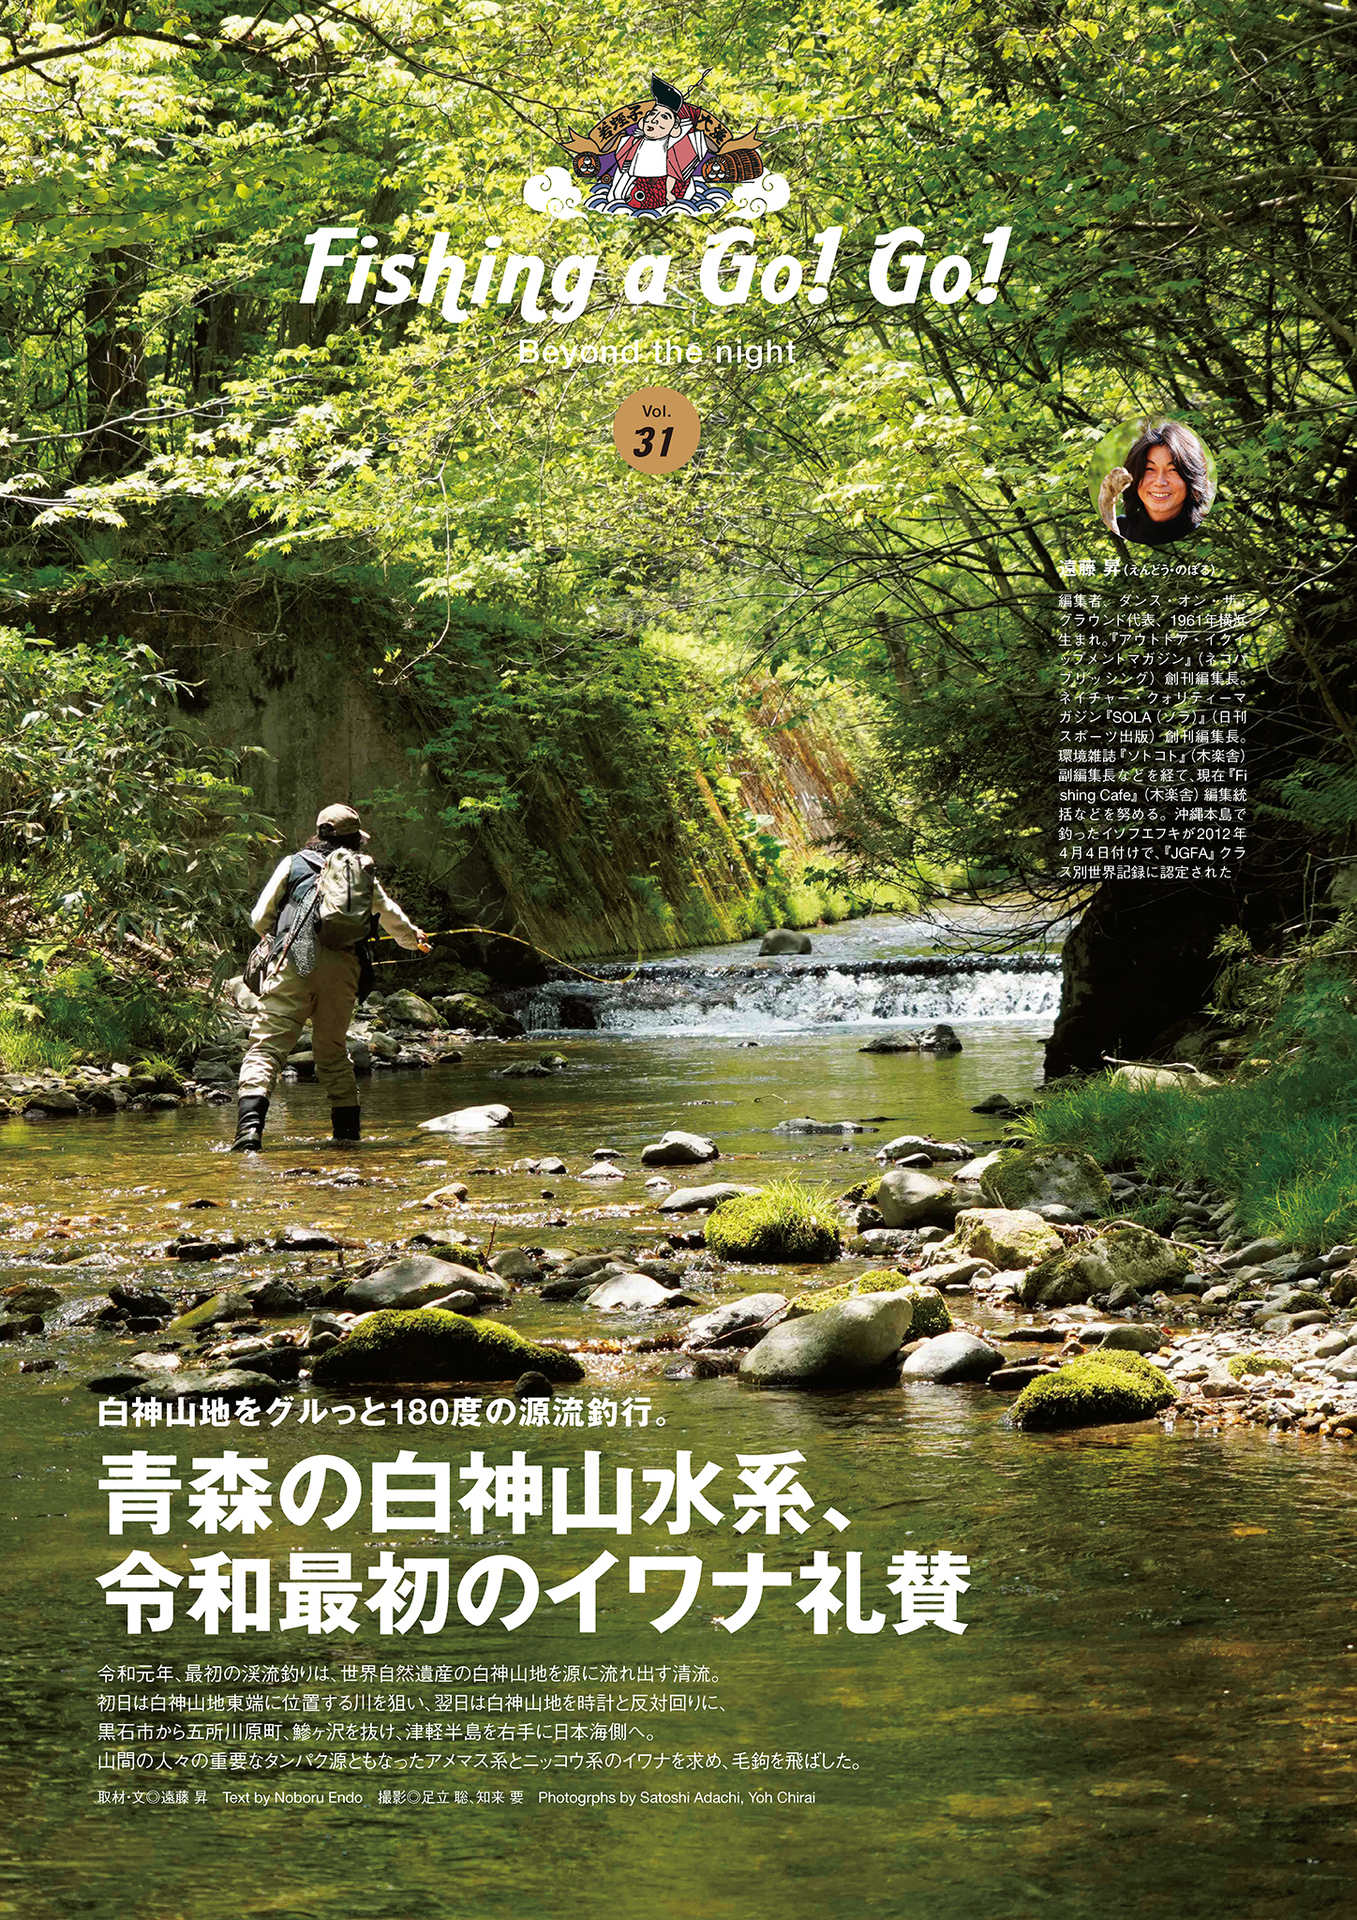 若蛭子
大漁
Fishing a Go! Go!
Beyond the night
Vol.
31
遠藤 昇(えんどう・のぼる)
編集者。ダンス・オン・ザ・
グラウンド代表、1961年横浜
生まれ。『アウトドア・イクイ
ップメントマガジン』(ネコパ
ブリッシング)創刊編集長。
ネイチャー・クォリティーマ
ガジン『SOLA(ソラ)』(日刊
スポーツ出版)創刊編集長。
環境雑誌『ソトコト』(木楽舎)
副編集長などを経て、現在『Fi
shing Cafe』(木楽舎)編集統
括などを努める。沖縄本島で
釣ったイソフエフキが2012年
4月4日付けで、『JGFA』クラ
ス別世界記録に認定された
白神山地をグルっと180度の源流釣行。
青森の白神山水系、
令和最初のイワナ礼賛
令和元年、最初の渓流釣りは、世界自然遺産の白神山地を源に流れ出す清流。
初日は白神山地東端に位置する川を狙い、翌日は白神山地を時計と反対回りに、
黒石市から五所川原町、鰺ヶ沢を抜け、津軽半島を右手に日本海側へ。
山間の人々の重要なタンパク源ともなったアメマス系とニッコウ系のイワナを求め、毛鉤を飛ばした。
取材・文◎遠藤 昇 Text by Noboru Endo 撮影◎足立 聡、知来 要 Photogrphs by Satoshi Adachi, Yoh Chirai